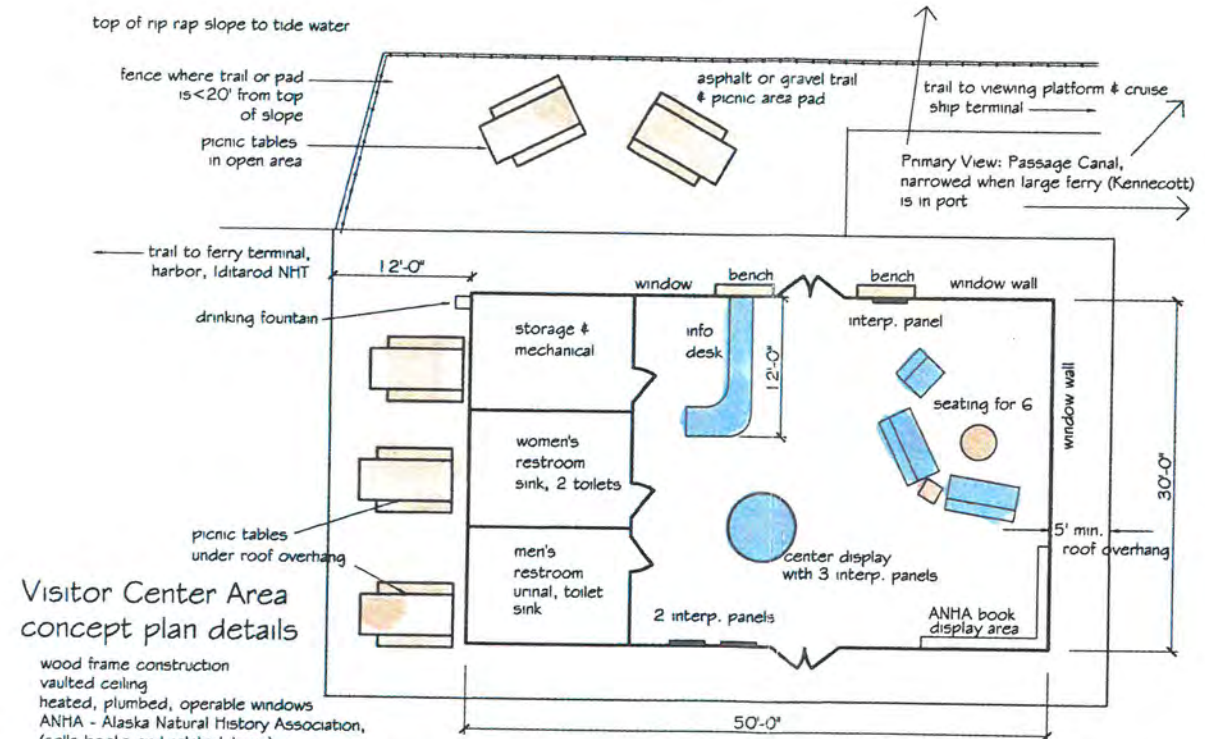 top of rip rap slope to tide water
fence where trail or pad
is<20' from top
of slope
picnic tables
in open area
asphalt or gravel trail
& picnic area pad
trail to viewing platform & cruise
ship terminal
Primary View: Passage Canal,
narrowed when large ferry (Kennecott)
is in port
trail to ferry terminal,
harbor, Iditarod NHT
12'-0"
drinking fountain
window
bench
bench
window wall
storage &
mechanical
info
desk
12'-0"
interp. panel
window wall
seating for 6
30'-0"
women's
restroom
sink, 2 toilets
picnic tables
under roof overhang
men's
restroom
urinal, toilet
sink
center display
with 3 interp. panels
5' min.
roof overhang
2 interp. panels
ANHA book
display area
Visitor Center Area
concept plan details
wood frame construction
vaulted ceiling
heated, plumbed, operable windows
ANHA - Alaska Natural History Association,
50'-0"